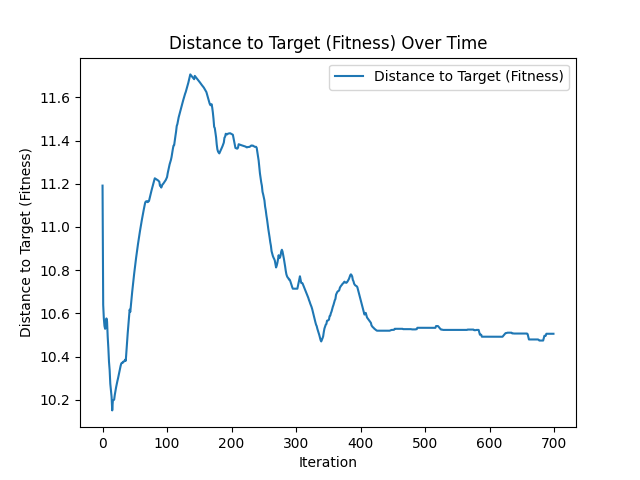 Distance to Target (Fitness) Over Time
Distance to Target (Fitness)
11.6
11.4
11.2
11.0
10.8
10.6
10.4
10.2
Distance to Target (Fitness)
0 100 200 300 400 500 600 700
Iteration